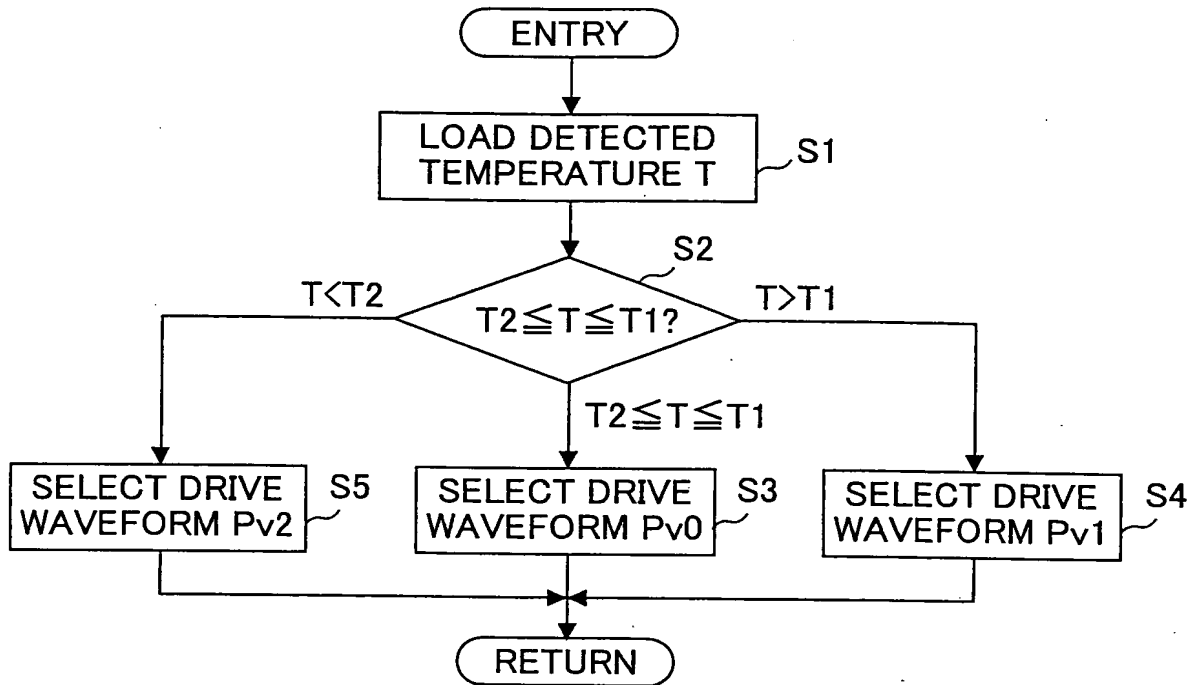 ENTRY
LOAD DETECTED
TEMPERATURE T
S1
S2
T<T2
T2≦T≦T1?
T>T1
T2≦T≦T1
SELECT DRIVE
WAVEFORM Pv2
S5
SELECT DRIVE
WAVEFORM Pv0
S3
SELECT DRIVE
WAVEFORM Pv1
S4
RETURN